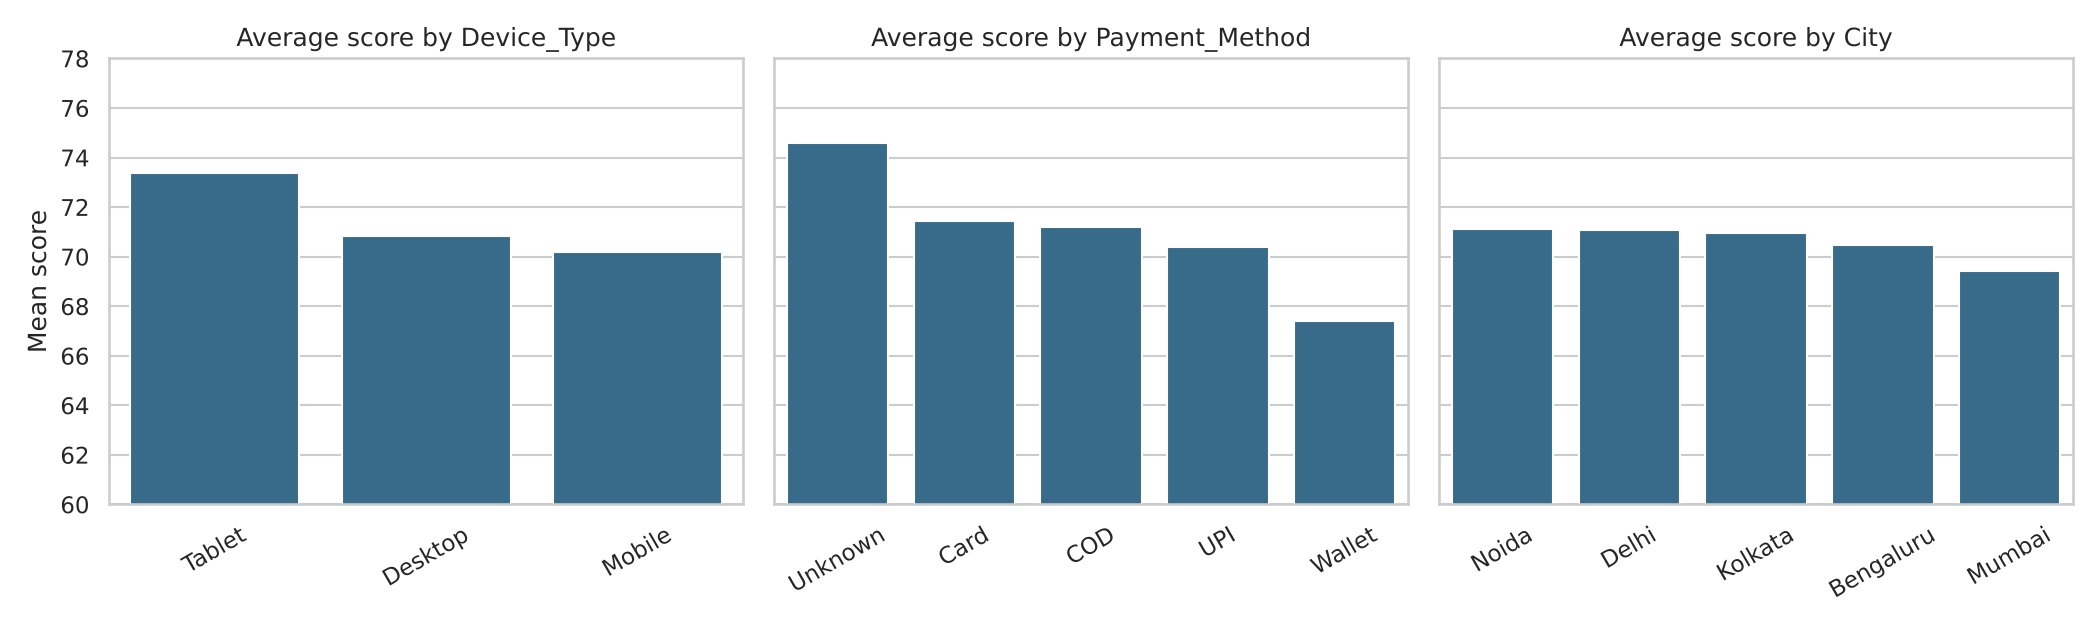 Average score by Device_Type
Average score by Payment_Method
Average score by City
Mean score
78
76
74
72
70
68
66
64
62
60
Tablet
Desktop
Mobile
Unknown
Card
COD
UPI
Wallet
Noida
Delhi
Kolkata
Bengaluru
Mumbai